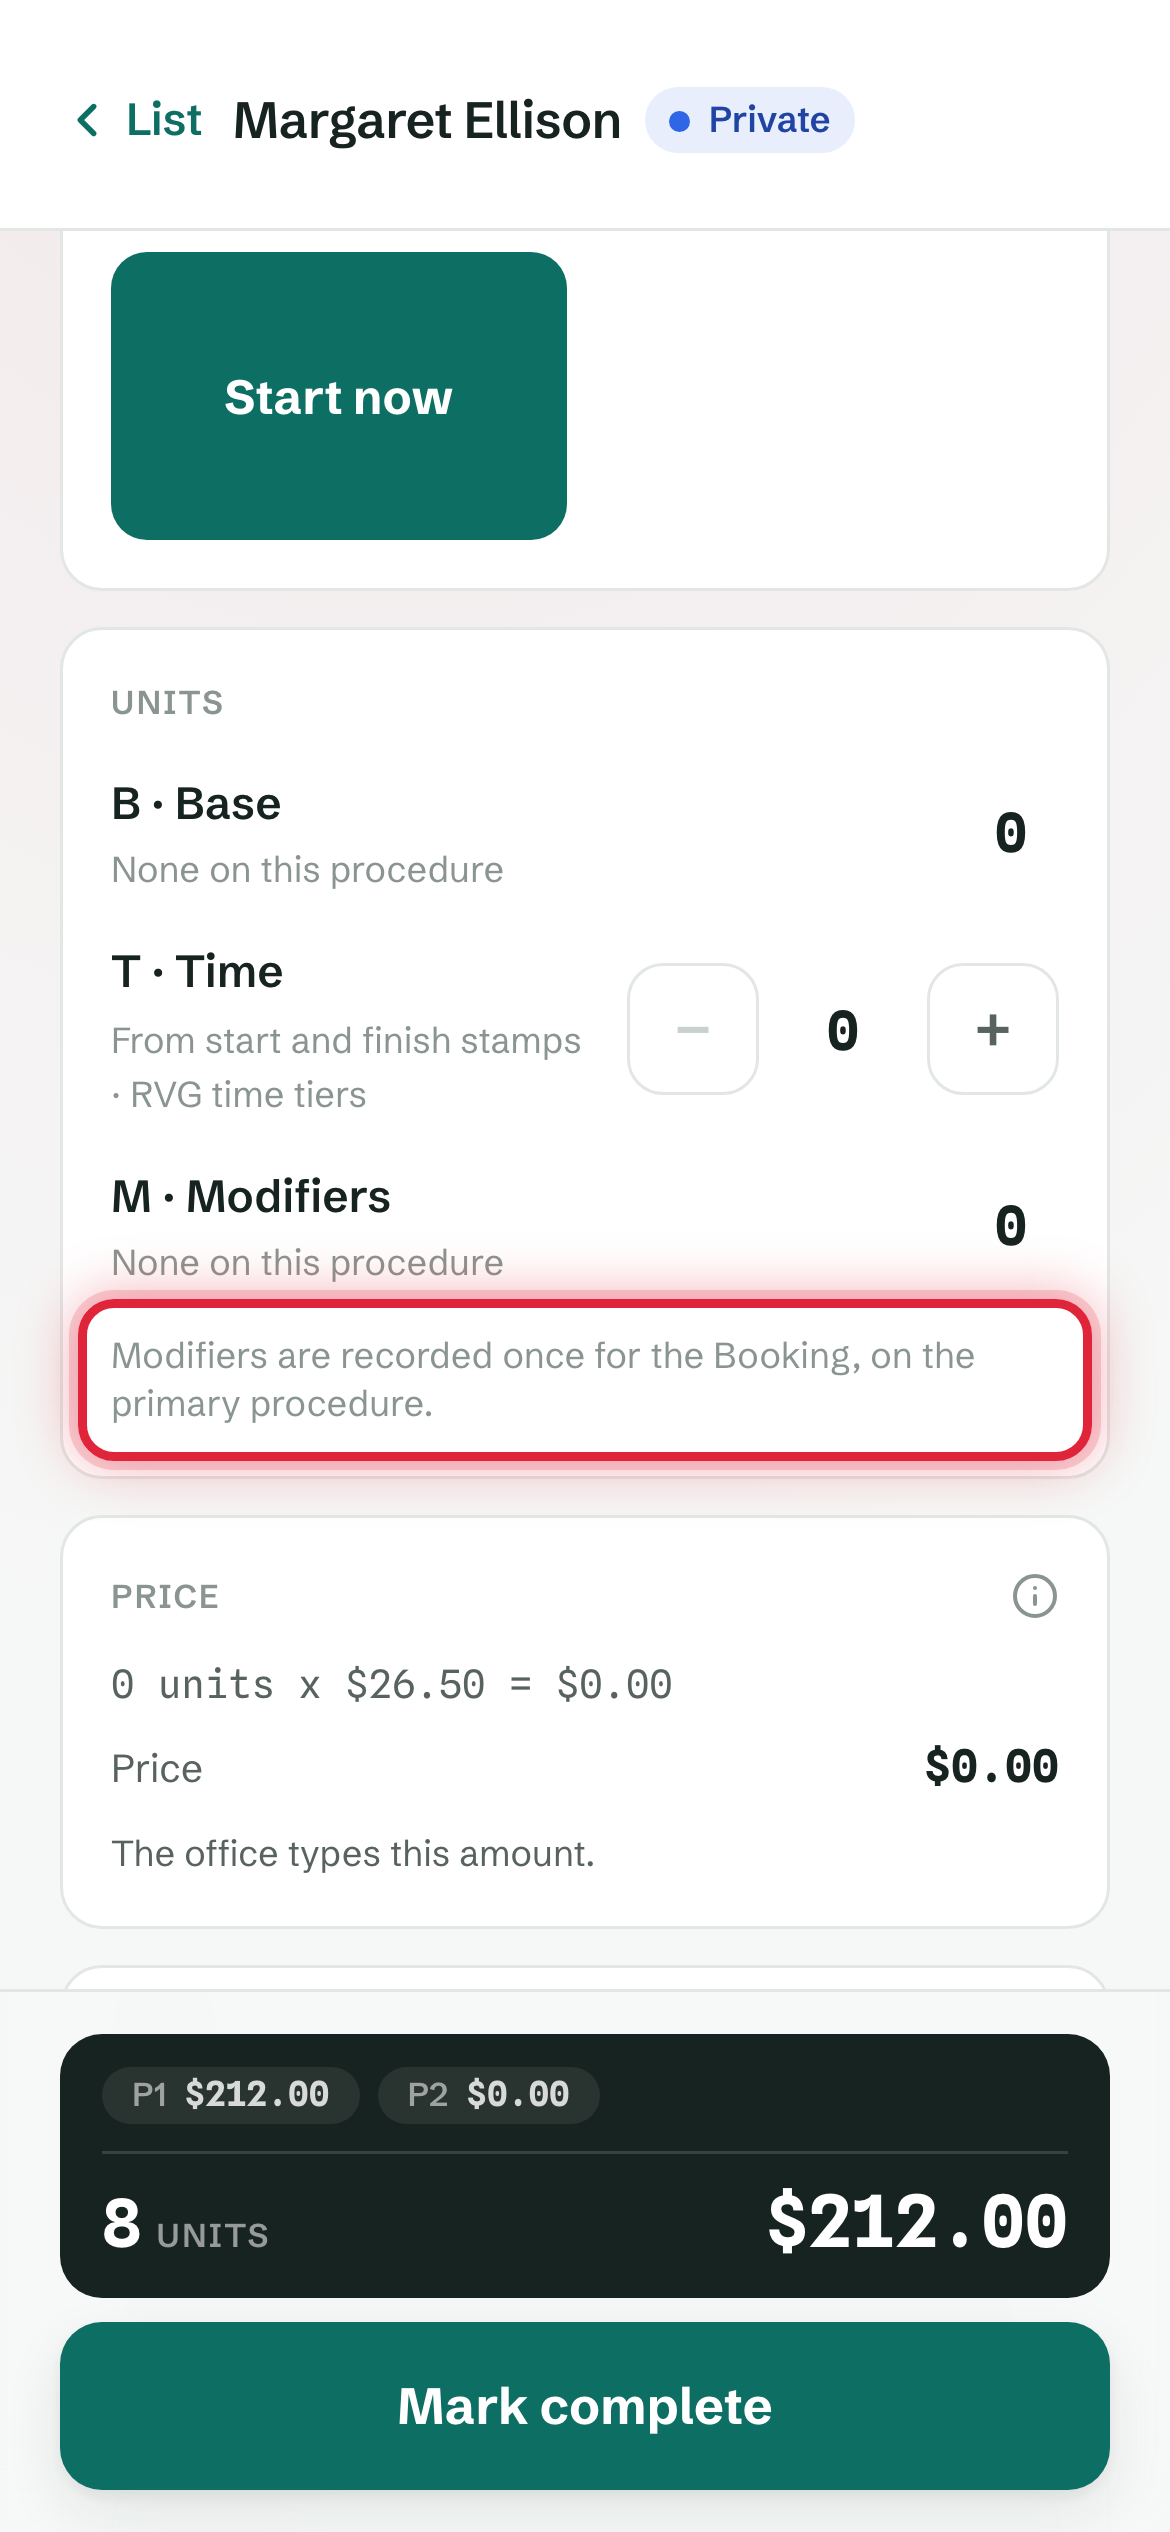 List Margaret Ellison Private
Start now
UNITS
B · Base
None on this procedure
0
T · Time
From start and finish stamps
· RVG time tiers
− 0 +
M · Modifiers
None on this procedure
0
Modifiers are recorded once for the Booking, on the
primary procedure.
PRICE
0 units x $26.50 = $0.00
Price $0.00
The office types this amount.
P1 $212.00 P2 $0.00
8 UNITS $212.00
Mark complete